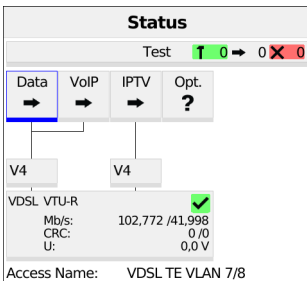 Status
Test 0 0 0
Data VoIP IPTV Opt.
?
V4 V4
VDSL VTU-R
Mb/s: 102,772 /41,998
CRC: 0 /0
U: 0,0 V
Access Name: VDSL TE VLAN 7/8